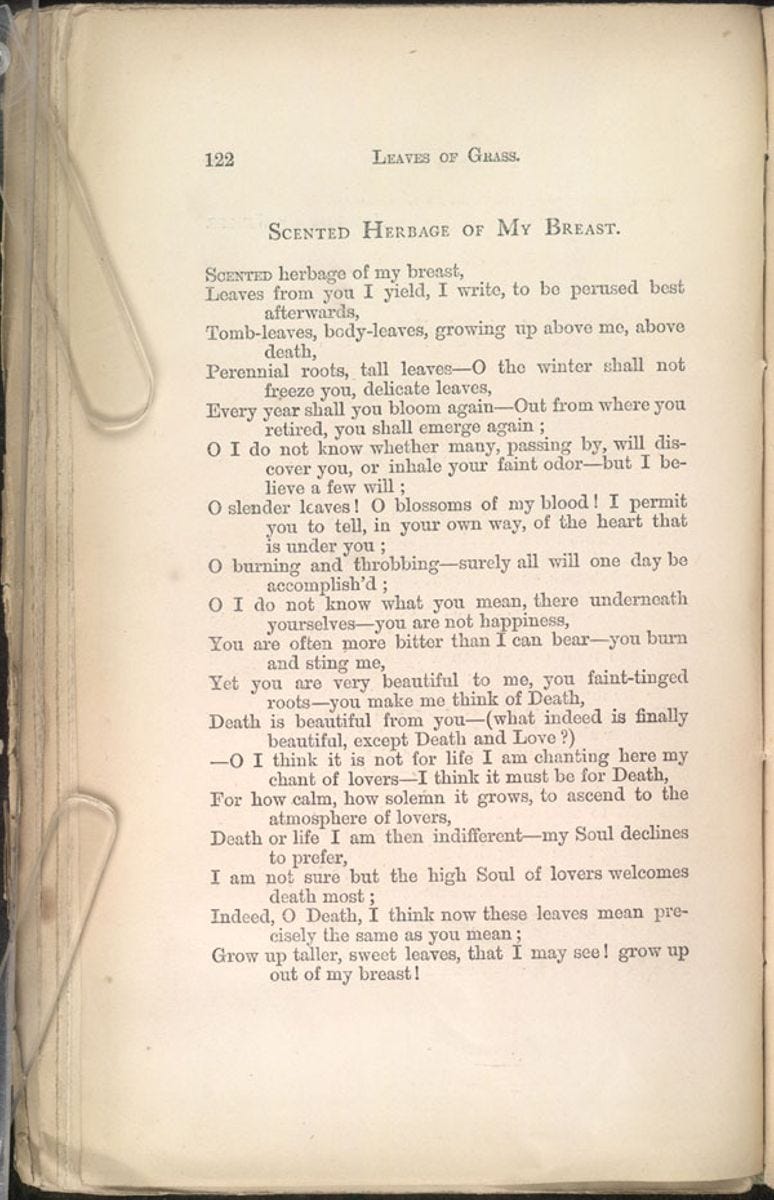 122 LEAVES OF GRASS.
SCENTED HERBAGE OF MY BREAST.
SCENTED herbage of my breast,
Leaves from you I yield, I write, to be perused best
afterwards,
Tomb-leaves, body-leaves, growing up above me, above
death,
Perennial roots, tall leaves—O the winter shall not
freeze you, delicate leaves,
Every year shall you bloom again—Out from where you
retired, you shall emerge again ;
O I do not know whether many, passing by, will dis-
cover you, or inhale your faint odor—but I be-
lieve a few will ;
O slender leaves! O blossoms of my blood! I permit
you to tell, in your own way, of the heart that
is under you ;
O burning and throbbing—surely all will one day be
accomplish'd ;
O I do not know what you mean, there underneath
yourselves—you are not happiness,
You are often more bitter than I can bear—you burn
and sting me,
Yet you are very beautiful to me, you faint-tinged
roots—you make me think of Death,
Death is beautiful from you—(what indeed is finally
beautiful, except Death and Love ?)
—O I think it is not for life I am chanting here my
chant of lovers—I think it must be for Death,
For how calm, how solemn it grows, to ascend to the
atmosphere of lovers,
Death or life I am then indifferent—my Soul declines
to prefer,
I am not sure but the high Soul of lovers welcomes
death most ;
Indeed, O Death, I think now these leaves mean pre-
cisely the same as you mean ;
Grow up taller, sweet leaves, that I may see! grow up
out of my breast!